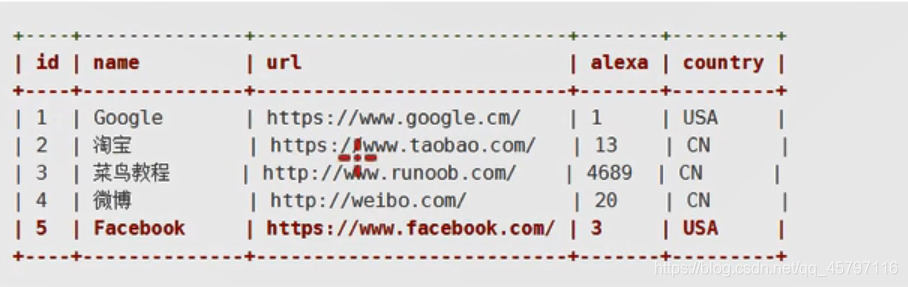 +----+--------------+---------------------------+-------+---------+
| id | name | url | alexa | country |
+----+--------------+---------------------------+-------+---------+
| 1 | Google | https://www.google.cm/ | 1 | USA |
| 2 | 淘宝 | https://www.taobao.com/ | 13 | CN |
| 3 | 菜鸟教程 | http://www.runoob.com/ | 4689 | CN |
| 4 | 微博 | http://weibo.com/ | 20 | CN |
| 5 | Facebook | https://www.facebook.com/ | 3 | USA |
+----+--------------+---------------------------+-------+---------+
https://blog.csdn.net/qq_45797116